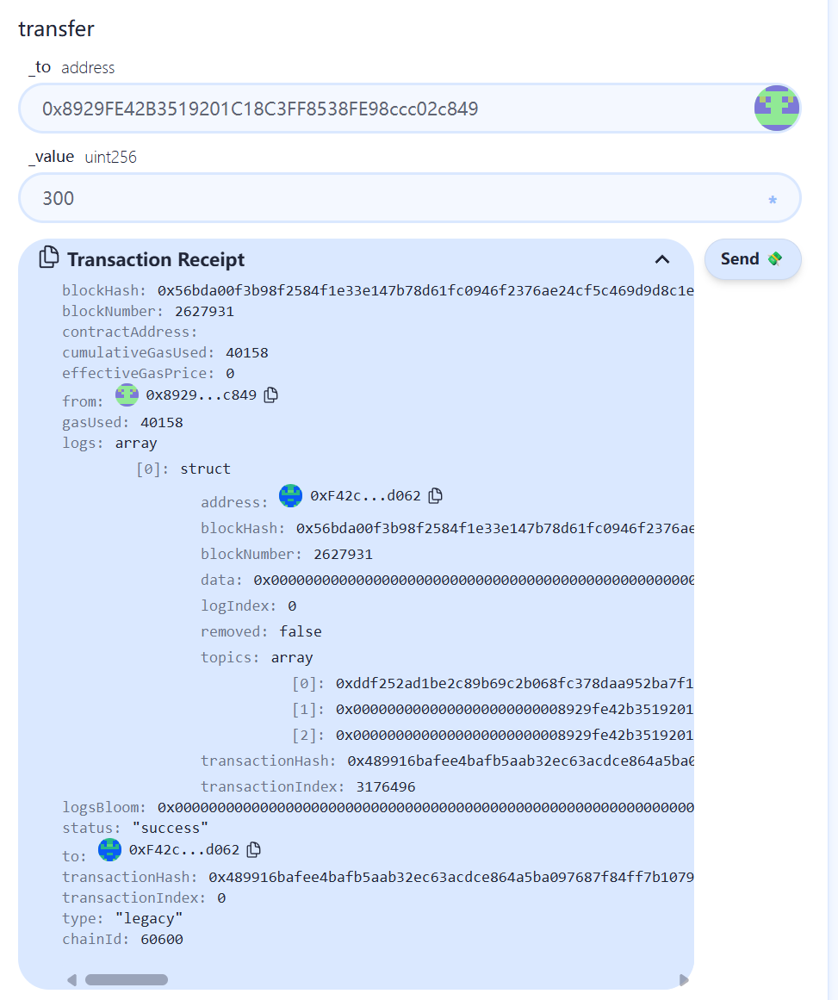 transfer
_to address
0x8929FE42B3519201C18C3FF8538FE98ccc02c849
_value uint256
300 *
Transaction Receipt
Send 💸
blockHash: 0x56bda00f3b98f2584f1e33e147b78d61fc0946f2376ae24cf5c469d9d8c1e
blockNumber: 2627931
contractAddress:
cumulativeGasUsed: 40158
effectiveGasPrice: 0
from: 0x8929...c849
gasUsed: 40158
logs: array
[0]: struct
address: 0xF42c...d062
blockHash: 0x56bda00f3b98f2584f1e33e147b78d61fc0946f2376ae
blockNumber: 2627931
data: 0x00000000000000000000000000000000000000000000000000
logIndex: 0
removed: false
topics: array
[0]: 0xddf252ad1be2c89b69c2b068fc378daa952ba7f1
[1]: 0x0000000000000000000000008929fe42b3519201
[2]: 0x0000000000000000000000008929fe42b3519201
transactionHash: 0x489916bafee4bafb5aab32ec63acdce864a5ba0
transactionIndex: 3176496
logsBloom: 0x0000000000000000000000000000000000000000000000000000000000000
status: "success"
to: 0xF42c...d062
transactionHash: 0x489916bafee4bafb5aab32ec63acdce864a5ba097687f84ff7b1079
transactionIndex: 0
type: "legacy"
chainId: 60600